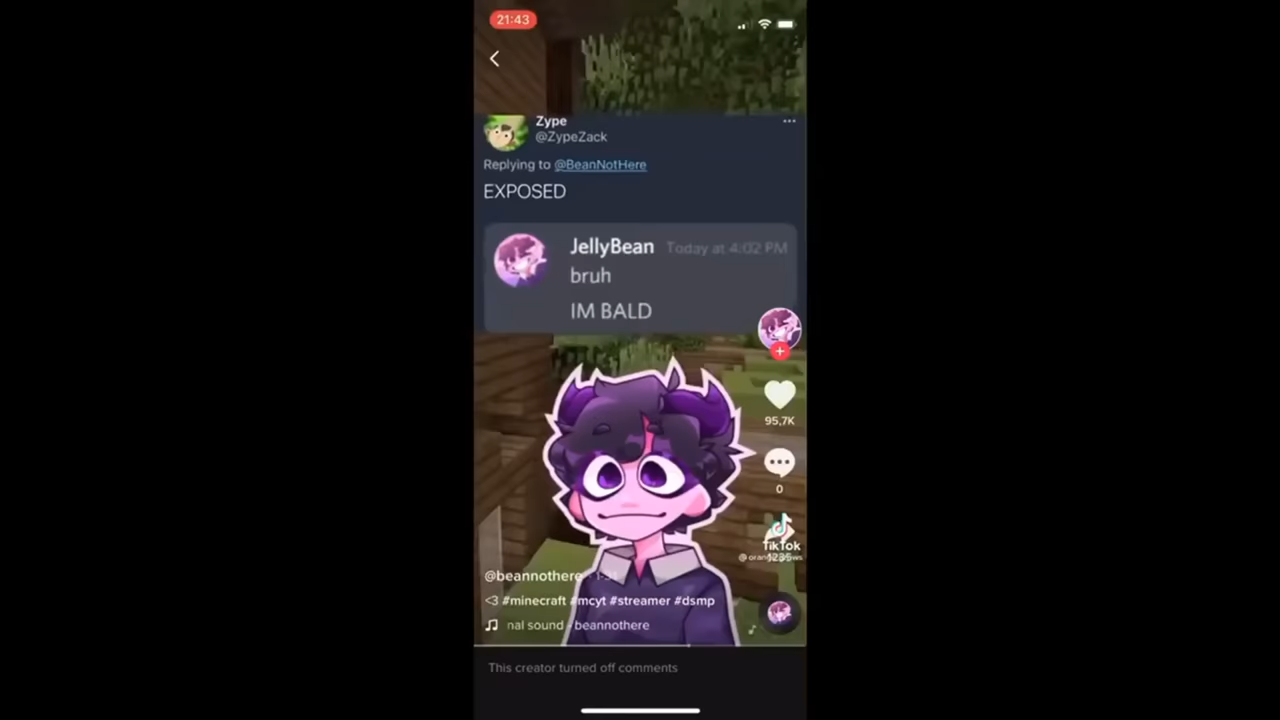 21:43
Zype
@ZypeZack
Replying to @BeanNotHere
EXPOSED
JellyBean Today at 4:02 PM
bruh
IM BALD
95,7K
0
TikTok
@beannothere
<3 #minecraft #mcyt #streamer #dsmp
nal sound - beannothere
This creator turned off comments